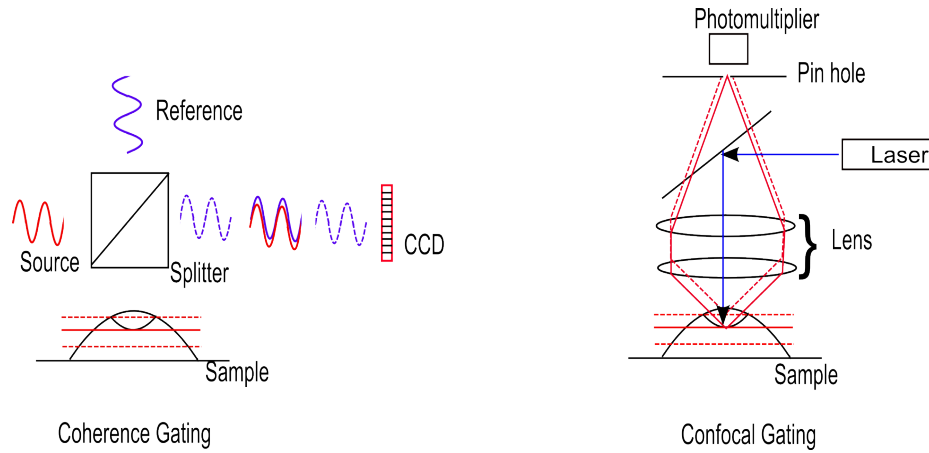 Reference
Source
Splitter
CCD
Sample
Coherence Gating
Photomultiplier
Pin hole
Laser
Lens
Sample
Confocal Gating